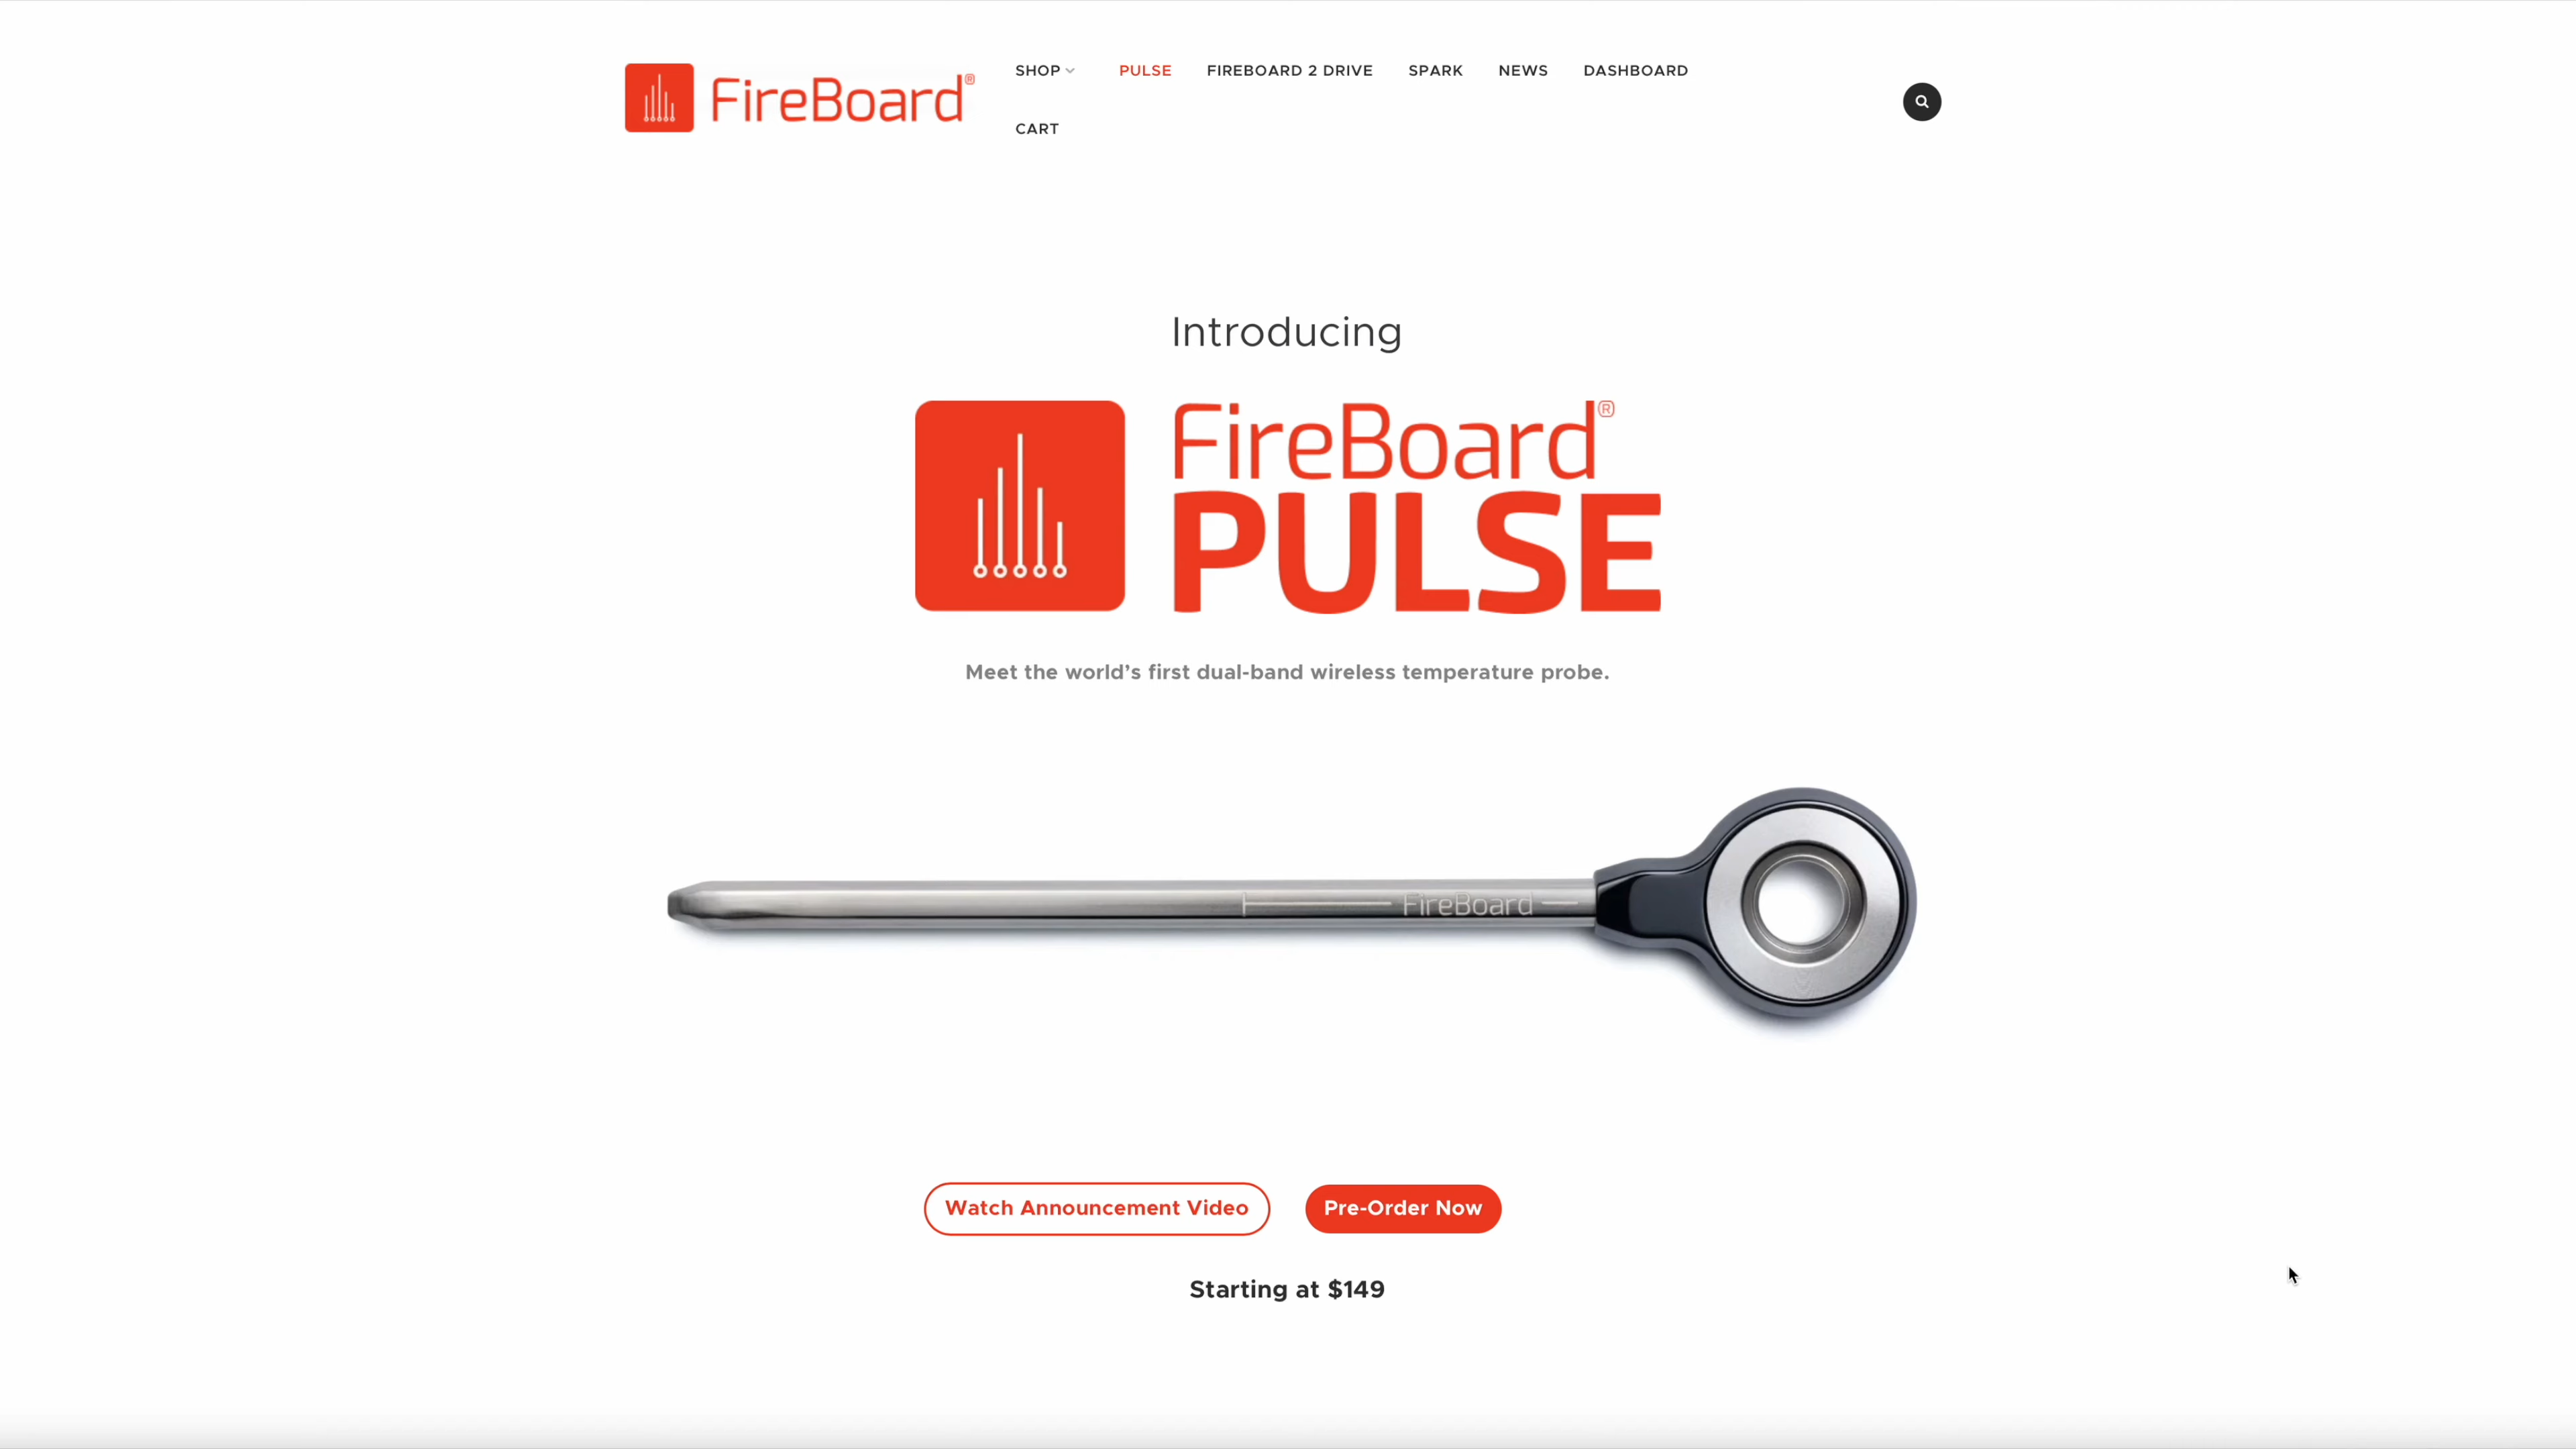 FireBoard®
SHOP PULSE FIREBOARD 2 DRIVE SPARK NEWS DASHBOARD
CART
Introducing
FireBoard®
PULSE
Meet the world's first dual-band wireless temperature probe.
FireBoard
Watch Announcement Video Pre-Order Now
Starting at $149